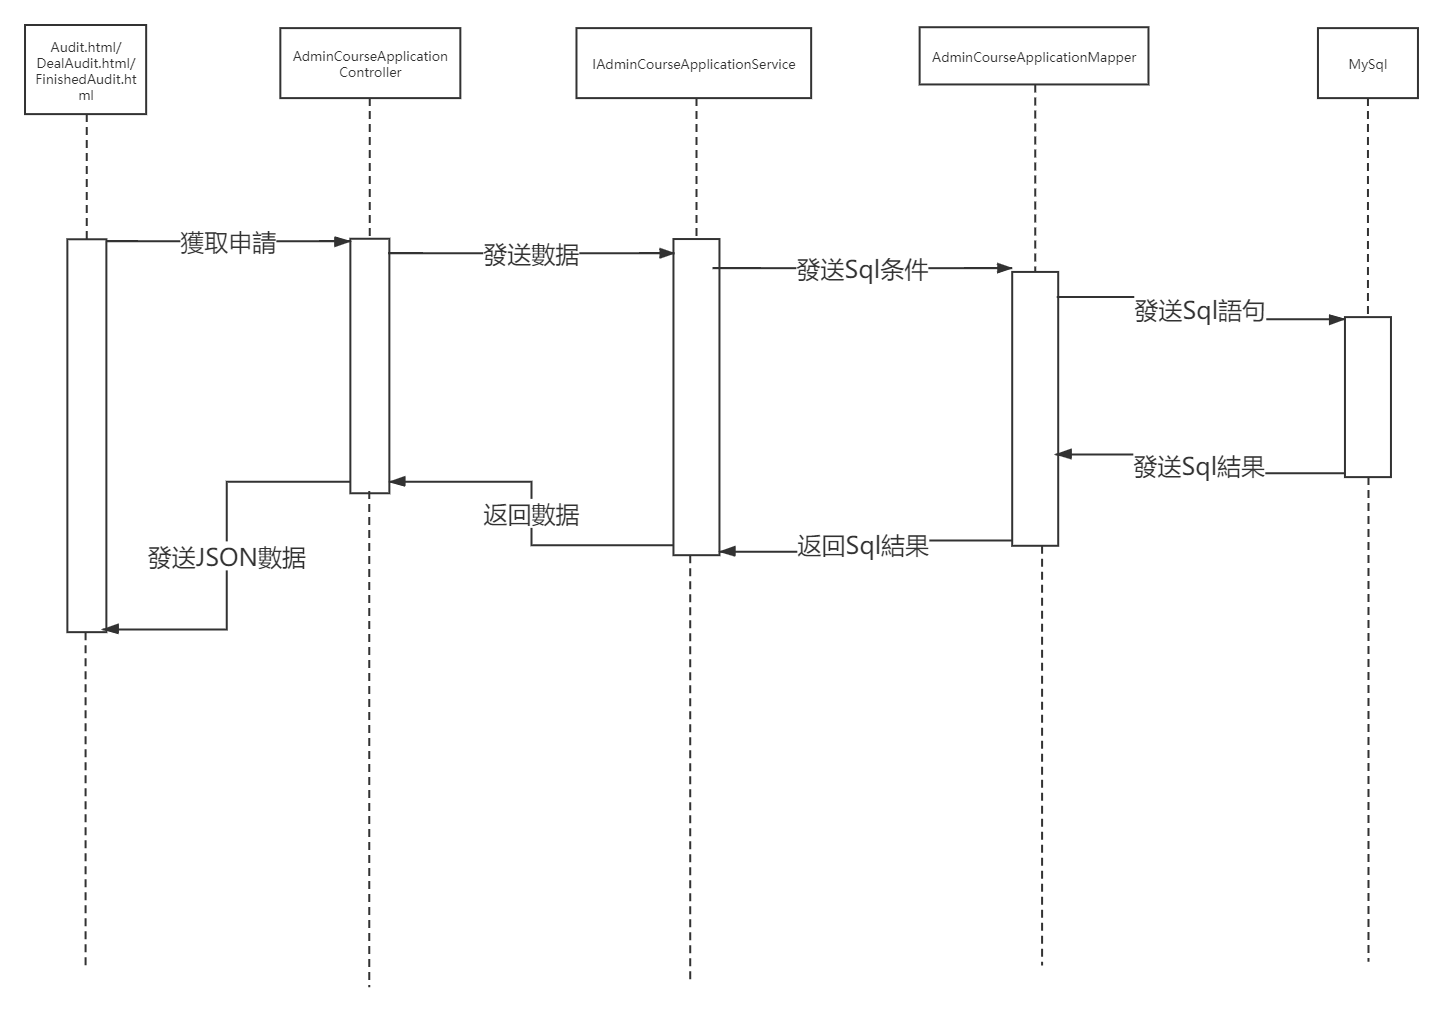 Audit.html/
DealAudit.html/
FinishedAudit.ht
ml
AdminCourseApplication
Controller
IAdminCourseApplicationService
AdminCourseApplicationMapper
MySql
獲取申請
發送數据
發送Sql条件
發送Sql語句
發送Sql結果
返回Sql結果
返回數据
發送JSON數据